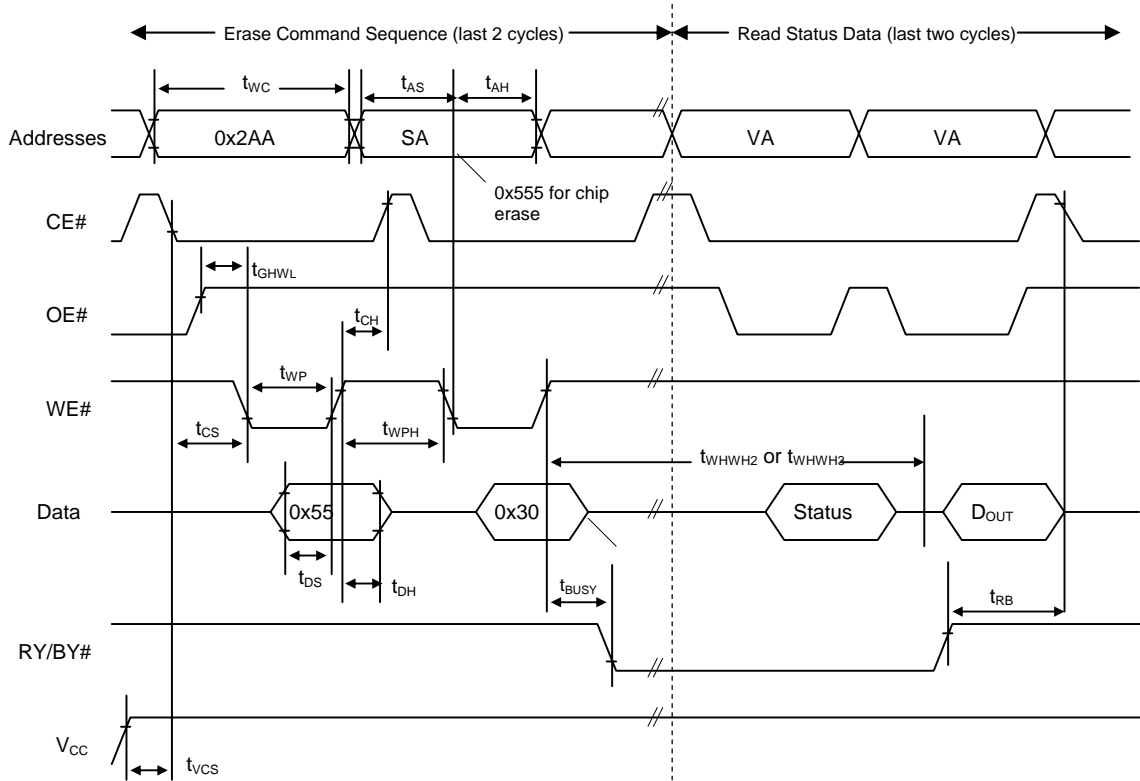 Erase Command Sequence (last 2 cycles)
Read Status Data (last two cycles)
tWC
tAS
tAH
Addresses
0x2AA
SA
VA
VA
0x555 for chip
erase
CE#
tGHWL
OE#
tCH
tWP
WE#
tCS
tWPH
tWHWH2 or tWHWH3
Data
0x55
0x30
Status
DOUT
tDS
tDH
tBUSY
tRB
RY/BY#
VCC
tVCS